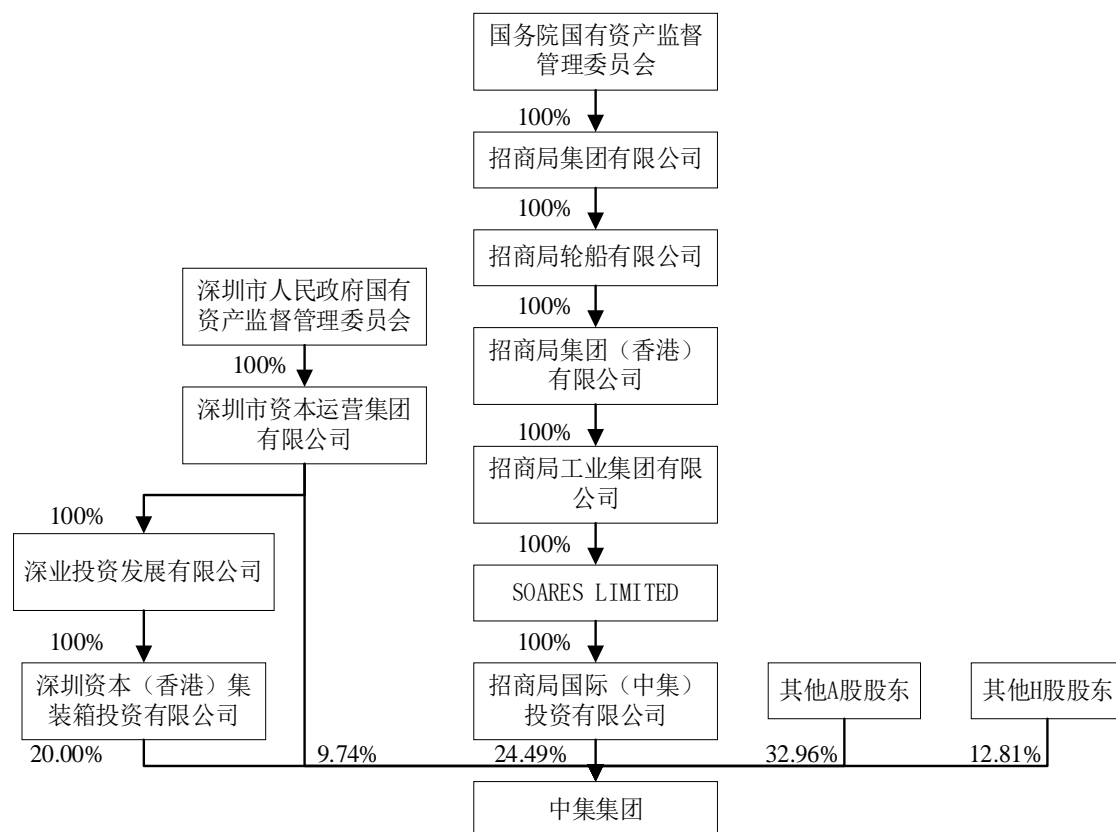 国务院国有资产监督
管理委员会
100%
招商局集团有限公司
100%
招商局轮船有限公司
深圳市人民政府国有
资产监督管理委员会
100%
招商局集团（香港）
有限公司
100%
深圳市资本运营集团
有限公司
100%
招商局工业集团有限
公司
100%
深业投资发展有限公司
100%
SOARES LIMITED
100%
深圳资本（香港）集
装箱投资有限公司
100%
招商局国际（中集）
投资有限公司
其他A股股东
其他H股股东
20.00%
9.74%
24.49%
32.96%
12.81%
中集集团